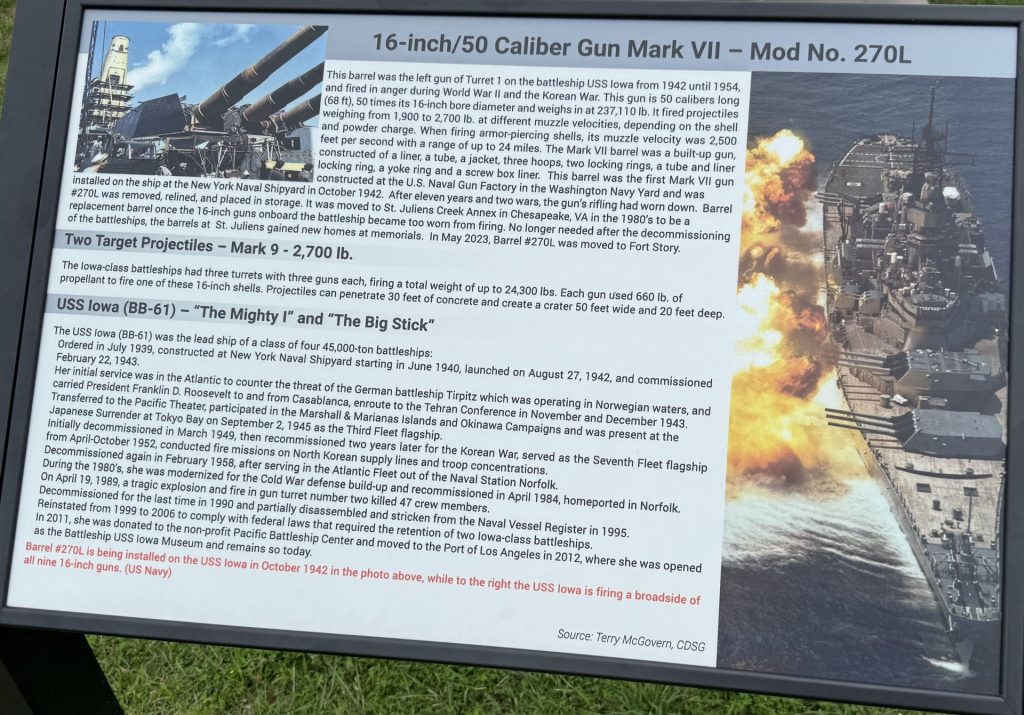 16-inch/50 Caliber Gun Mark VII – Mod No. 270L
This barrel was the left gun of Turret 1 on the battleship USS Iowa from 1942 until 1954,
and fired in anger during World War II and the Korean War. This gun is 50 calibers long
(68 ft), 50 times its 16-inch bore diameter and weighs in at 237,110 lb. It fired projectiles
weighing from 1,900 to 2,700 lb. at different muzzle velocities, depending on the shell
and powder charge. When firing armor-piercing shells, its muzzle velocity was 2,500
feet per second with a range of up to 24 miles. The Mark VII barrel was a built-up gun,
constructed of a liner, a tube, a jacket, three hoops, two locking rings, a tube and liner
ocking ring, a yoke ring and a screw box liner. This barrel was the first Mark VII gun
constructed at the U.S. Naval Gun Factory in the Washington Navy Yard and was
installed on the ship at the New York Naval Shipyard in October 1942. After eleven years and two wars, the gun's rifling had worn down. Barrel
#270L was removed, relined, and placed in storage. It was moved to St. Juliens Creek Annex in Chesapeake, VA in the 1980's to be a
replacement barrel once the 16-inch guns onboard the battleship became too worn from firing. No longer needed after the decommissioning
of the battleships, the barrels at St. Juliens gained new homes at memorials. In May 2023, Barrel #270L was moved to Fort Story.
Two Target Projectiles – Mark 9 - 2,700 lb.
The Iowa-class battleships had three turrets with three guns each, firing a total weight of up to 24,300 lbs. Each gun used 660 lb. of
propellant to fire one of these 16-inch shells. Projectiles can penetrate 30 feet of concrete and create a crater 50 feet wide and 20 feet deep.
USS Iowa (BB-61) – “The Mighty I” and “The Big Stick”
The USS Iowa (BB-61) was the lead ship of a class of four 45,000-ton battleships:
Ordered in July 1939, constructed at New York Naval Shipyard starting in June 1940, launched on August 27, 1942, and commissioned
February 22, 1943.
Her initial service was in the Atlantic to counter the threat of the German battleship Tirpitz which was operating in Norwegian waters, and
carried President Franklin D. Roosevelt to and from Casablanca, enroute to the Tehran Conference in November and December 1943.
Transferred to the Pacific Theater, participated in the Marshall & Marianas Islands and Okinawa Campaigns and was present at the
Japanese Surrender at Tokyo Bay on September 2, 1945 as the Third Fleet flagship.
Initially decommissioned in March 1949, then recommissioned two years later for the Korean War, served as the Seventh Fleet flagship
from April-October 1952, conducted fire missions on North Korean supply lines and troop concentrations.
Decommissioned again in February 1958, after serving in the Atlantic Fleet out of the Naval Station Norfolk.
During the 1980's, she was modernized for the Cold War defense build-up and recommissioned in April 1984, homeported in Norfolk.
On April 19, 1989, a tragic explosion and fire in gun turret number two killed 47 crew members.
Decommissioned for the last time in 1990 and partially disassembled and stricken from the Naval Vessel Register in 1995.
Reinstated from 1999 to 2006 to comply with federal laws that required the retention of two Iowa-class battleships.
In 2011, she was donated to the non-profit Pacific Battleship Center and moved to the Port of Los Angeles in 2012, where she was opened
as the Battleship USS Iowa Museum and remains so today.
Barrel #270L is being installed on the USS Iowa in October 1942 in the photo above, while to the right the USS Iowa is firing a broadside of
all nine 16-inch guns. (US Navy)
Source: Terry McGovern, CDSG